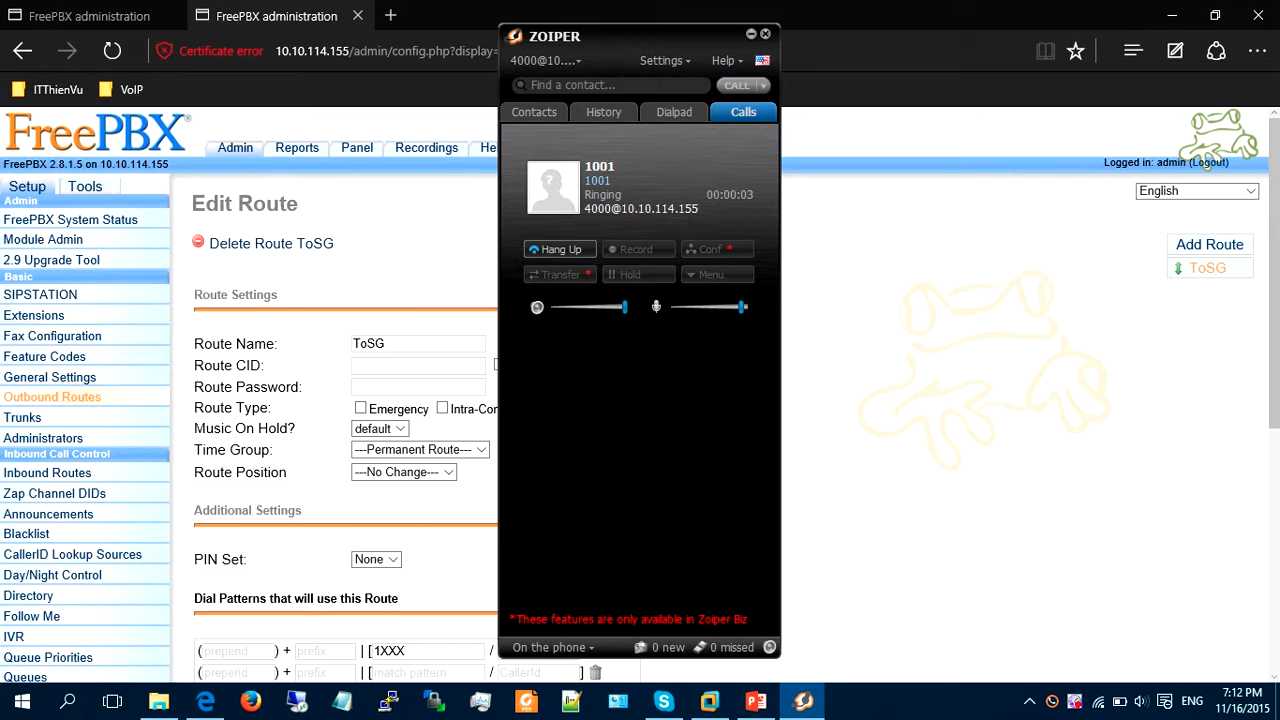 FreePBX administration
FreePBX administration
Certificate error
10.10.114.155/admin/config.php?display=
ITThienVu
VoIP
FreePBX®
FreePBX 2.8.1.5 on 10.10.114.155
Admin
Reports
Panel
Recordings
He
Logged in: admin (Logout)
Setup
Tools
English
Admin
FreePBX System Status
Module Admin
2.9 Upgrade Tool
Basic
SIPSTATION
Extensions
Fax Configuration
Feature Codes
General Settings
Outbound Routes
Trunks
Administrators
Inbound Call Control
Inbound Routes
Zap Channel DIDs
Announcements
Blacklist
CallerID Lookup Sources
Day/Night Control
Directory
Follow Me
IVR
Queue Priorities
Queues
Edit Route
Delete Route ToSG
Route Settings
Route Name:
ToSG
Route CID:
Route Password:
Route Type:
Emergency
Intra-Con
Music On Hold?
default
Time Group:
---Permanent Route---
Route Position
---No Change---
Additional Settings
PIN Set:
None
Dial Patterns that will use this Route
(prepend ) + prefix | [1XXX /
(prepend ) + prefix | [match pattern / CallerId ]
Add Route
ToSG
ZOIPER
4000@10....
Settings
Help
Find a contact...
CALL
Contacts
History
Dialpad
Calls
1001
1001
Ringing
00:00:03
4000@10.10.114.155
Hang Up
Record
Conf *
Transfer *
Hold
Menu
*These features are only available in Zoiper Biz
On the phone
0 new
0 missed
ENG
7:12 PM
11/16/2015